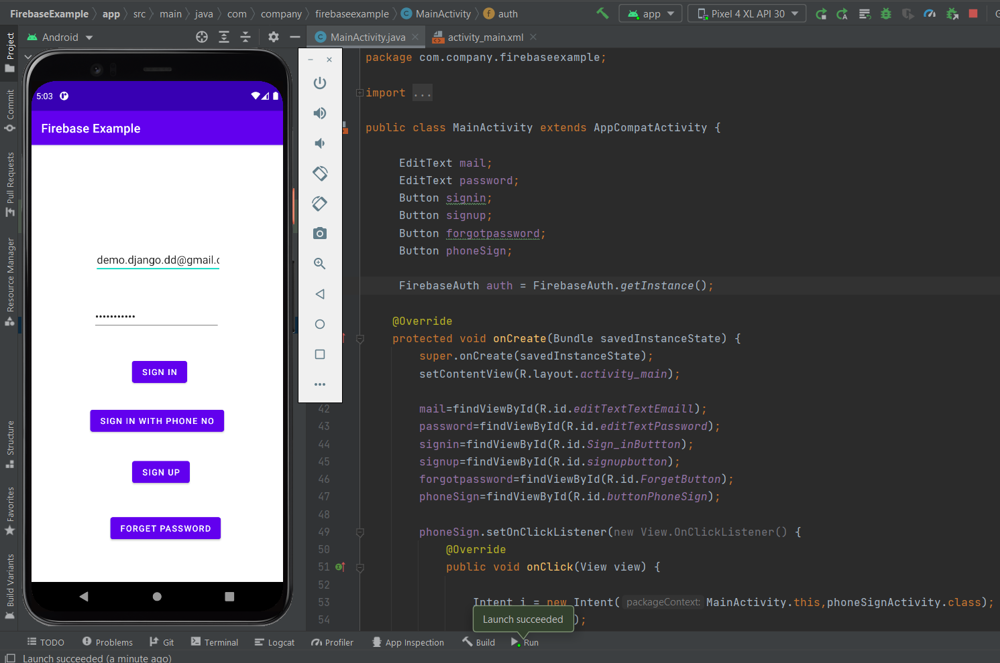 FirebaseExample app src main java com company firebaseexample MainActivity auth
app Pixel 4 XL API 30
Android
MainActivity.java activity_main.xml
Project
Commit
Pull Requests
Resource Manager
Structure
Favorites
Build Variants
5:03
Firebase Example
demo.django.dd@gmail.c
•••••••••••
SIGN IN
SIGN IN WITH PHONE NO
SIGN UP
FORGET PASSWORD
package com.company.firebaseexample;
import ...
public class MainActivity extends AppCompatActivity {
EditText mail;
EditText password;
Button signin;
Button signup;
Button forgotpassword;
Button phoneSign;
FirebaseAuth auth = FirebaseAuth.getInstance();
@Override
protected void onCreate(Bundle savedInstanceState) {
super.onCreate(savedInstanceState);
setContentView(R.layout.activity_main);
42 mail=findViewById(R.id.editTextTextEmaill);
43 password=findViewById(R.id.editTextPassword);
44 signin=findViewById(R.id.Sign_inButtton);
45 signup=findViewById(R.id.signupbutton);
46 forgotpassword=findViewById(R.id.ForgetButton);
47 phoneSign=findViewById(R.id.buttonPhoneSign);
48
49 phoneSign.setOnClickListener(new View.OnClickListener() {
50 @Override
51 public void onClick(View view) {
52
53 Intent i = new Intent( packageContext: MainActivity.this,phoneSignActivity.class);
54 );
Launch succeeded
TODO Problems Git Terminal Logcat Profiler App Inspection Build Run
Launch succeeded (a minute ago)